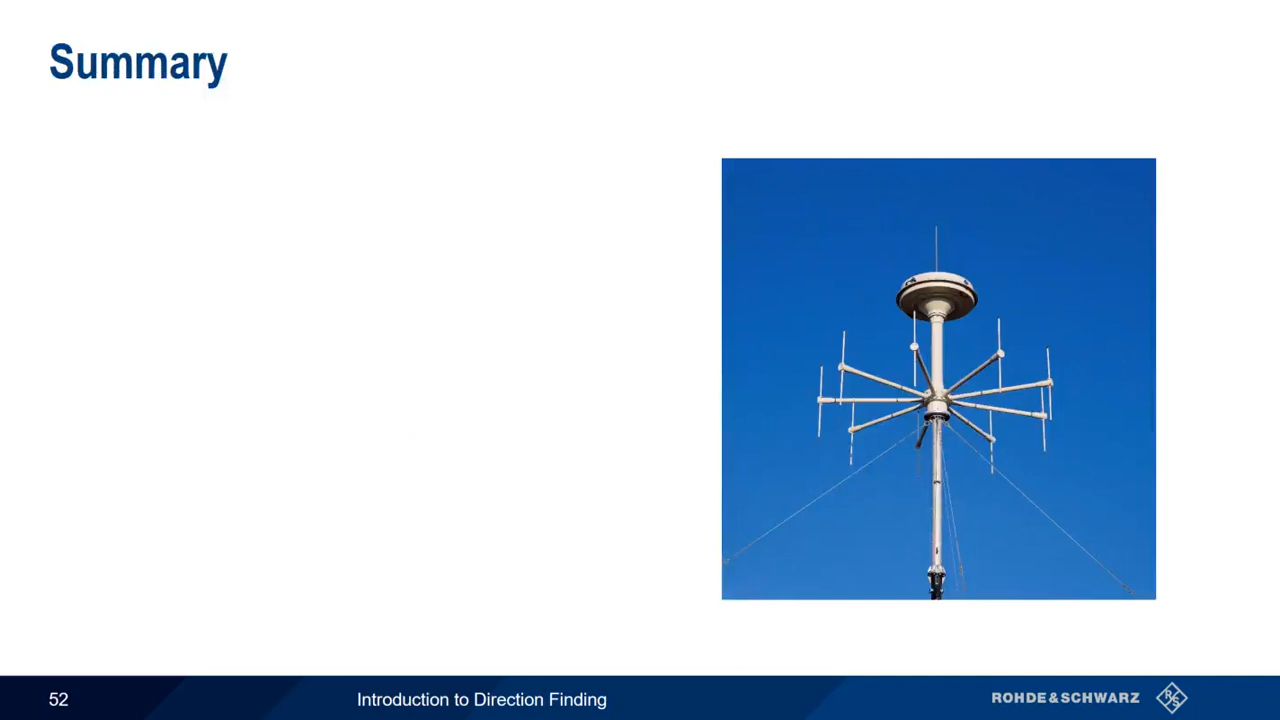 Summary
52
Introduction to Direction Finding
ROHDE & SCHWARZ
R S